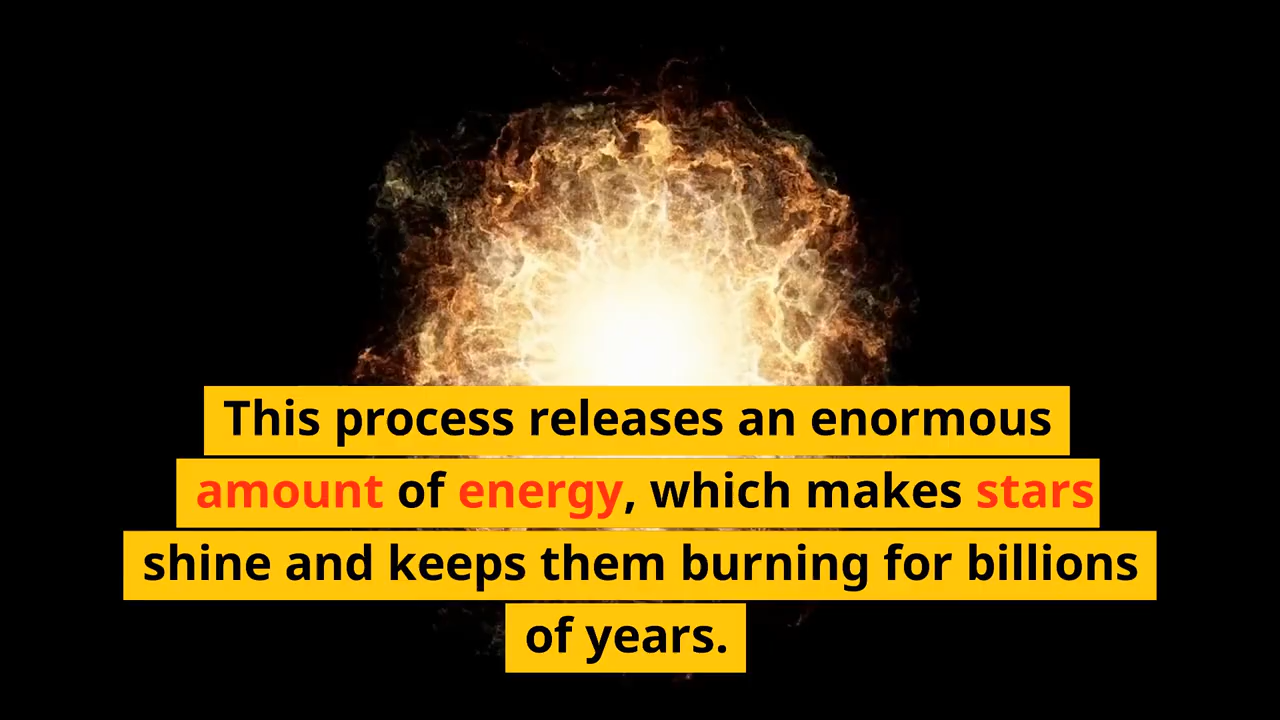 This process releases an enormous
amount of energy, which makes stars
shine and keeps them burning for billions
of years.